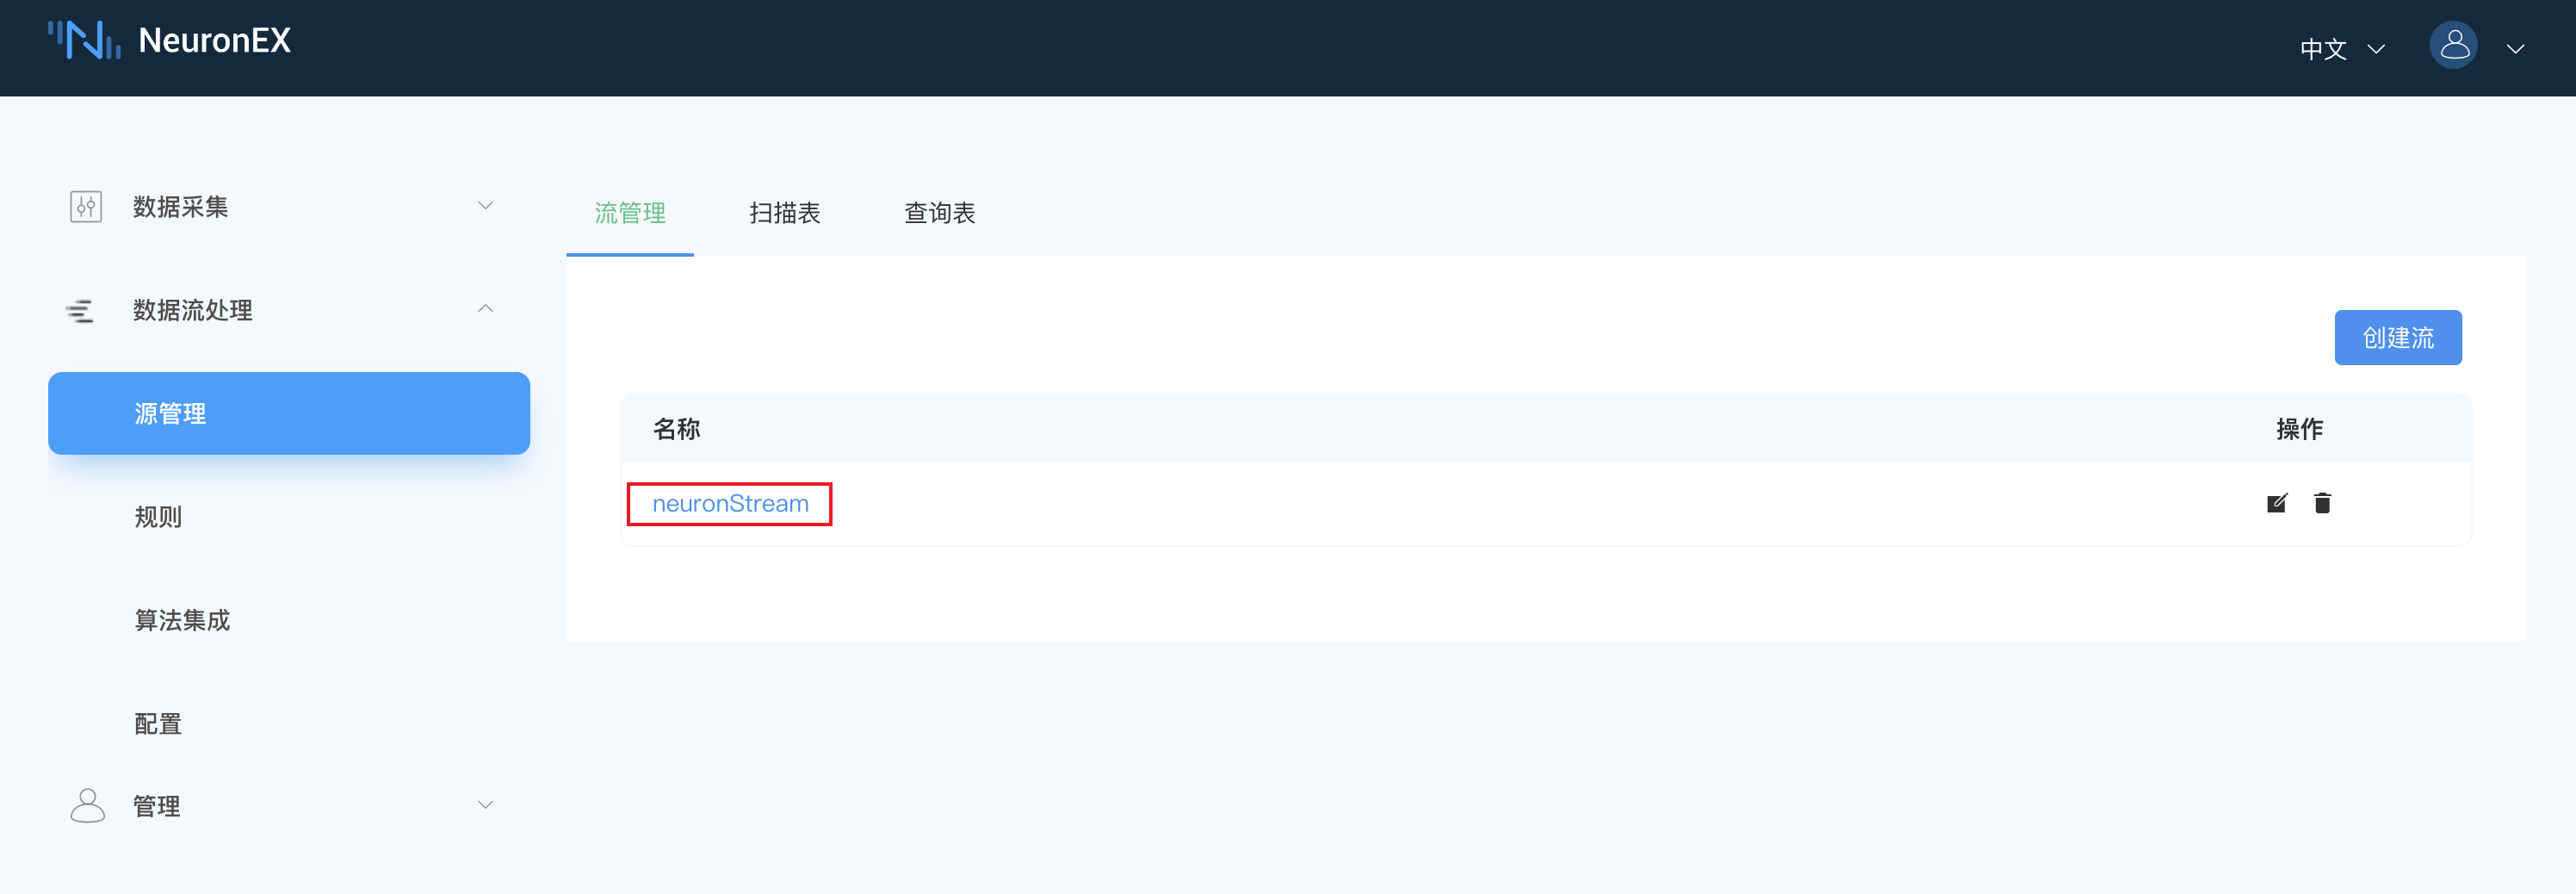 NeuronEX
中文
数据采集
数据流处理
源管理
规则
算法集成
配置
管理
流管理 扫描表 查询表
创建流
名称 操作
neuronStream